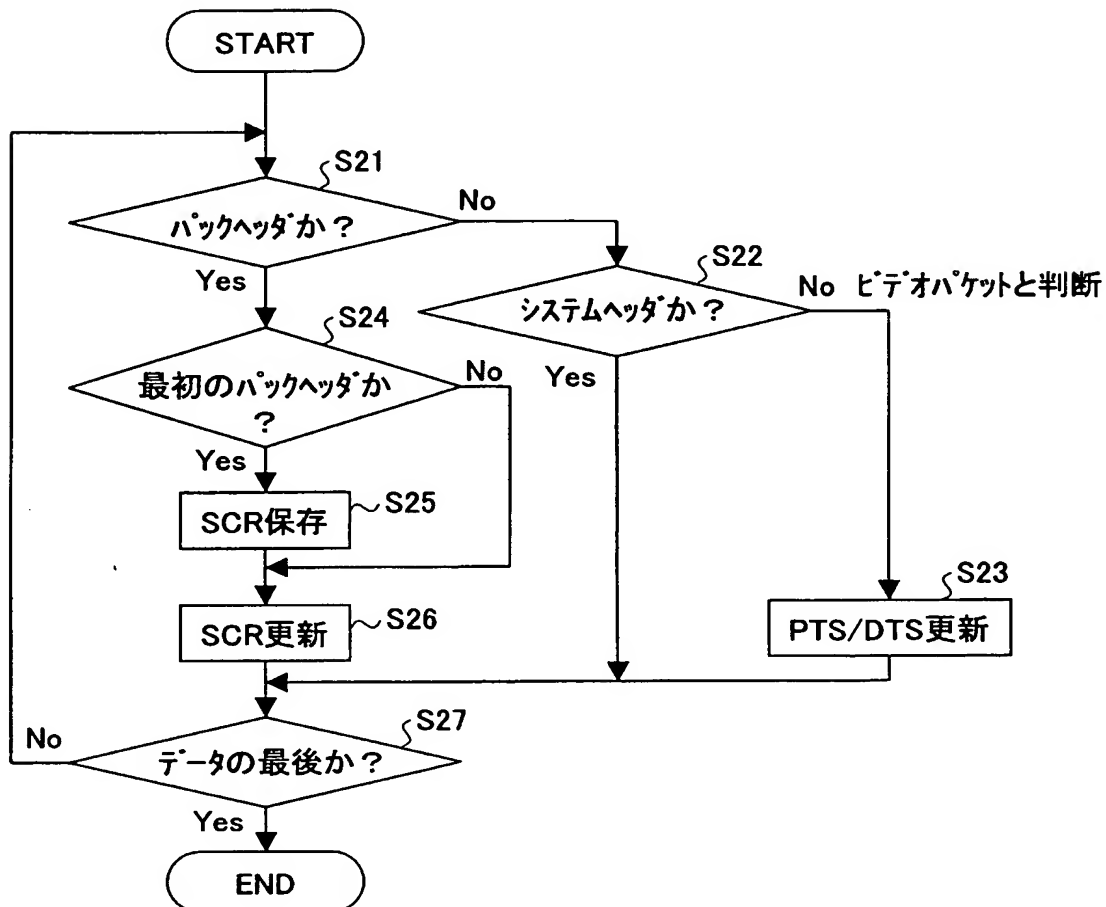 START
S21
パックヘッダか？
No
Yes
S22
システムヘッダか？
No ビデオパケットと判断
Yes
S24
最初のパックヘッダか
？
No
Yes
S25
SCR保存
S26
SCR更新
S23
PTS/DTS更新
S27
データの最後か？
No
Yes
END